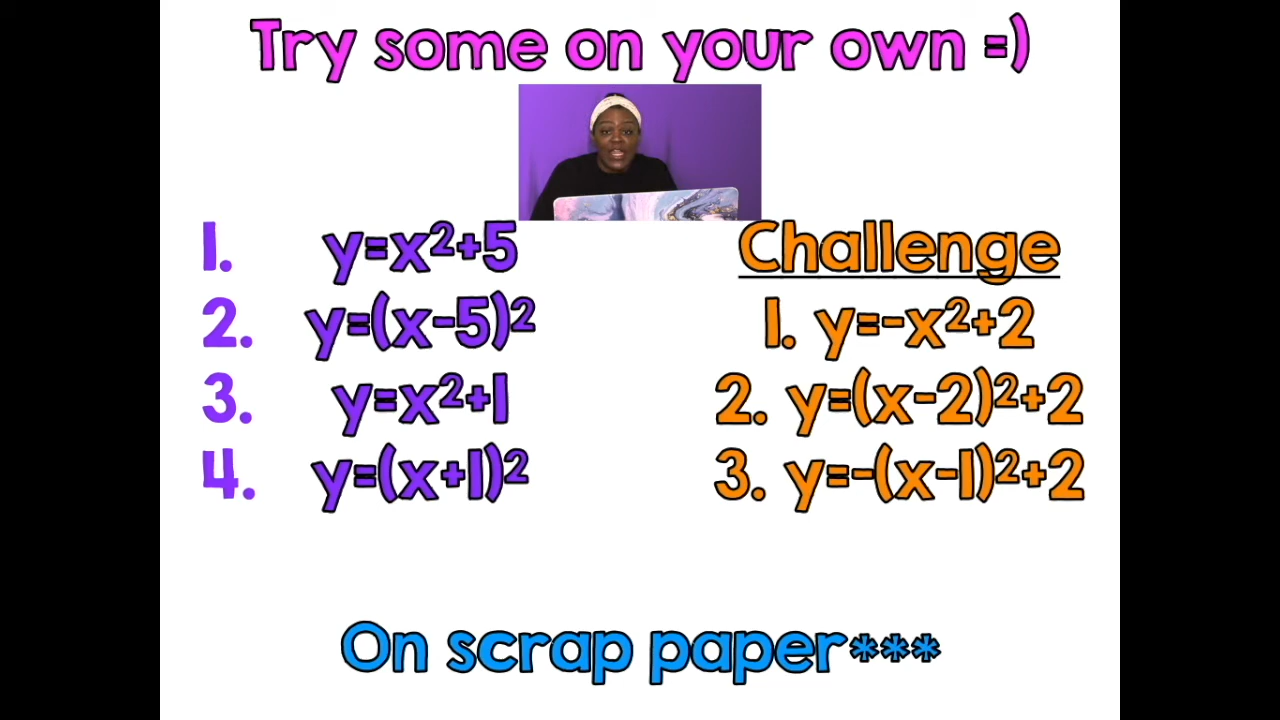 Try some on your own =)
1. y=x²+5
2. y=(x-5)²
3. y=x²+1
4. y=(x+1)²
Challenge
1. y=-x²+2
2. y=(x-2)²+2
3. y=-(x-1)²+2
On scrap paper***